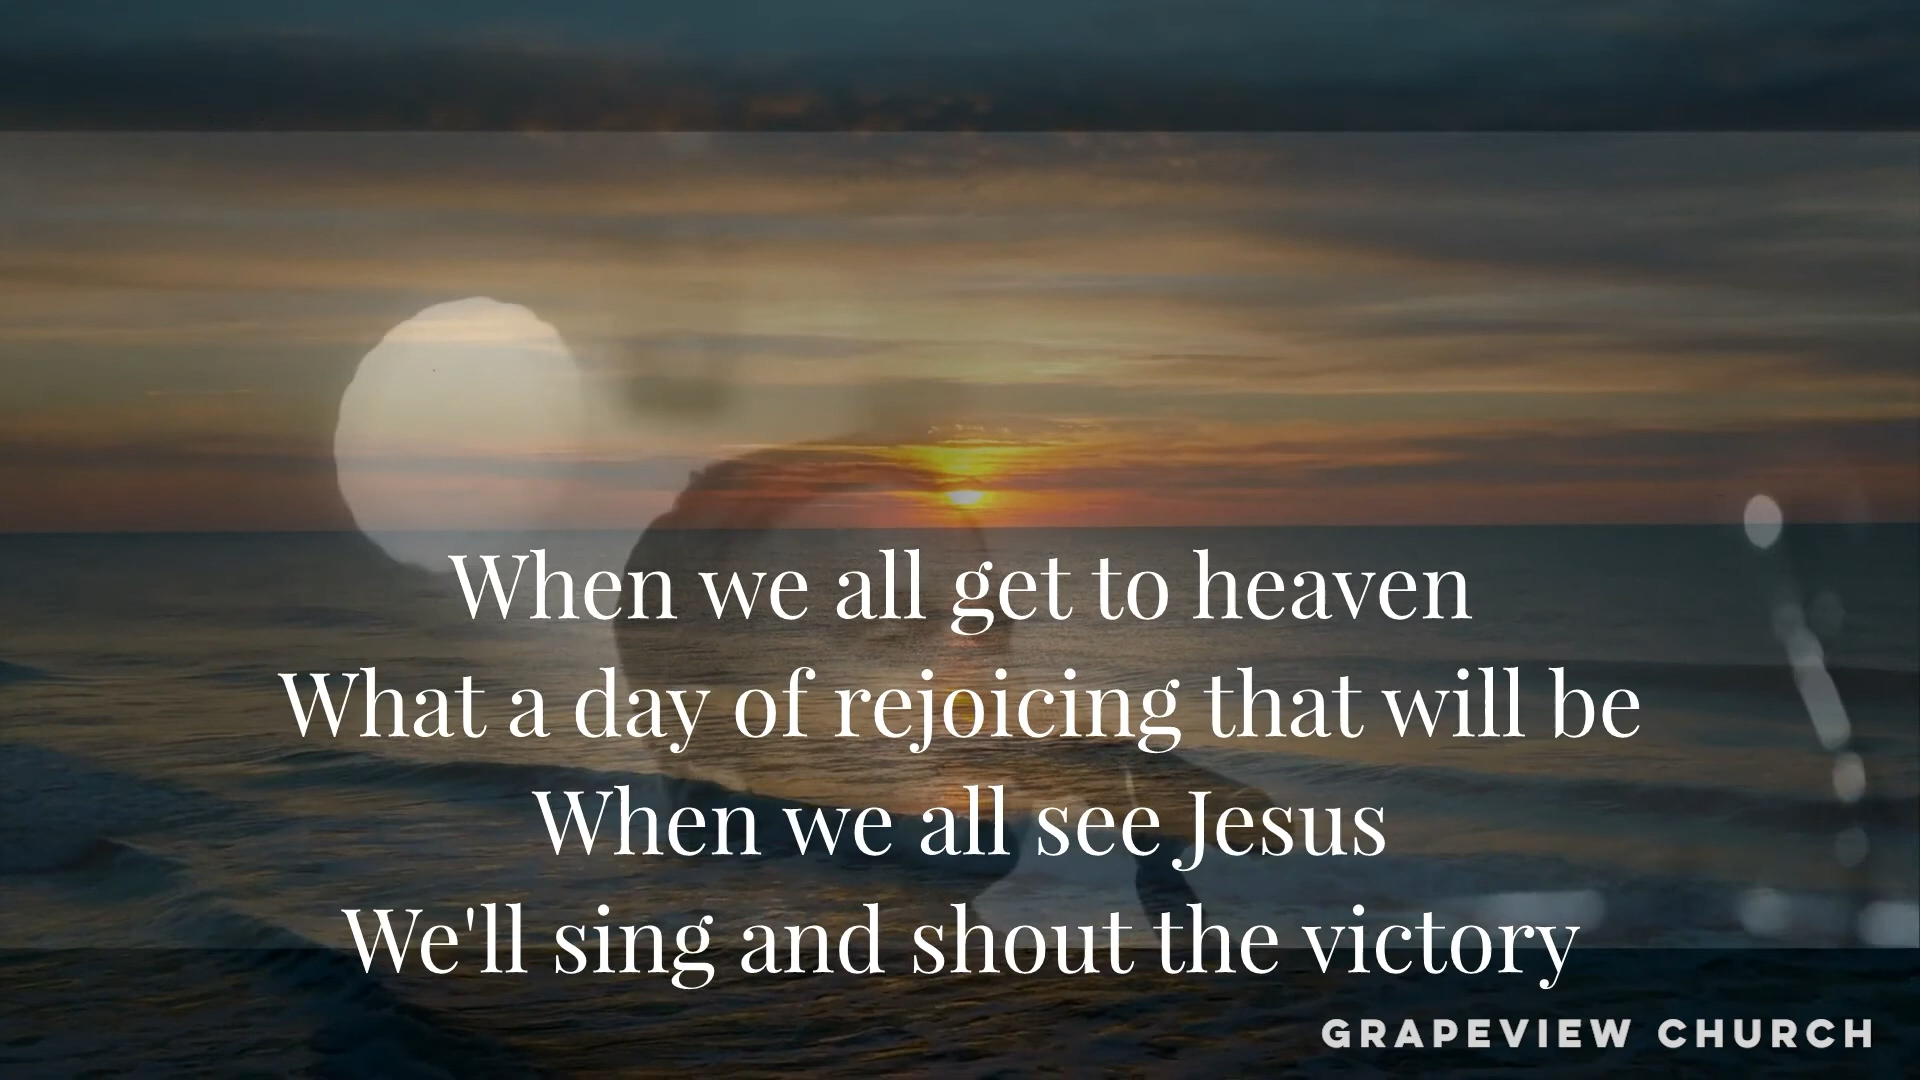 When we all get to heaven
What a day of rejoicing that will be
When we all see Jesus
We'll sing and shout the victory
GRAPEVIEW CHURCH